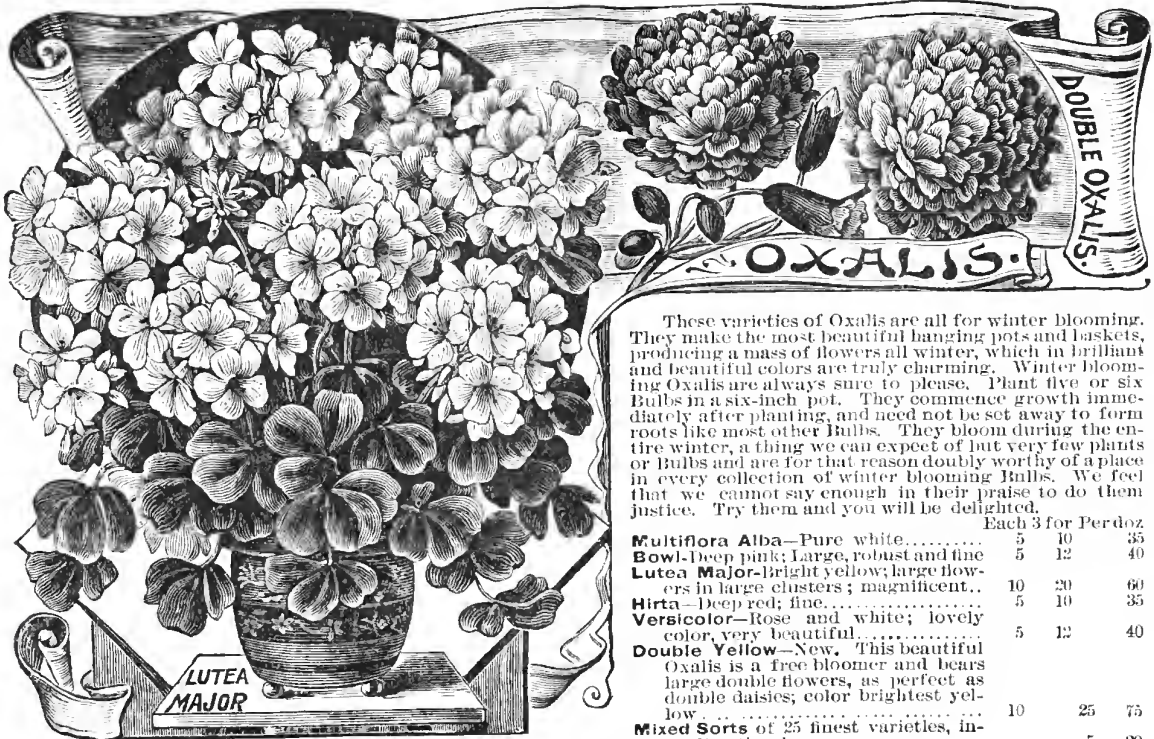 DOUBLE OXALIS.
OXALIS.
LUTEA
MAJOR
These varieties of Oxalis are all for winter blooming.
They make the most beautiful hanging pots and baskets,
producing a mass of flowers all winter, which in brilliant
and beautiful colors are truly charming. Winter bloom-
ing Oxalis are always sure to please. Plant five or six
Bulbs in a six-inch pot. They commence growth imme-
diately after planting, and need not be set away to form
roots like most other Bulbs. They bloom during the en-
tire winter, a thing we can expect of but very few plants
or Bulbs and are for that reason doubly worthy of a place
in every collection of winter blooming Bulbs. We feel
that we cannot say enough in their praise to do them
justice. Try them and you will be delighted.
Each 3 for Per doz
Multiflora Alba—Pure white.......... 5 10 35
Bowl-Deep pink; Large, robust and fine 5 12 40
Lutea Major-Bright yellow; large flow-
ers in large clusters; magnificent.. 10 20 60
Hirta—Deep red; fine.................... 5 10 35
Versicolor—Rose and white; lovely
color, very beautiful............... 5 12 40
Double Yellow—New. This beautiful
Oxalis is a free bloomer and bears
large double flowers, as perfect as
double daisies; color brightest yel-
low.................................. 10 25 75
Mixed Sorts of 25 finest varieties, in-